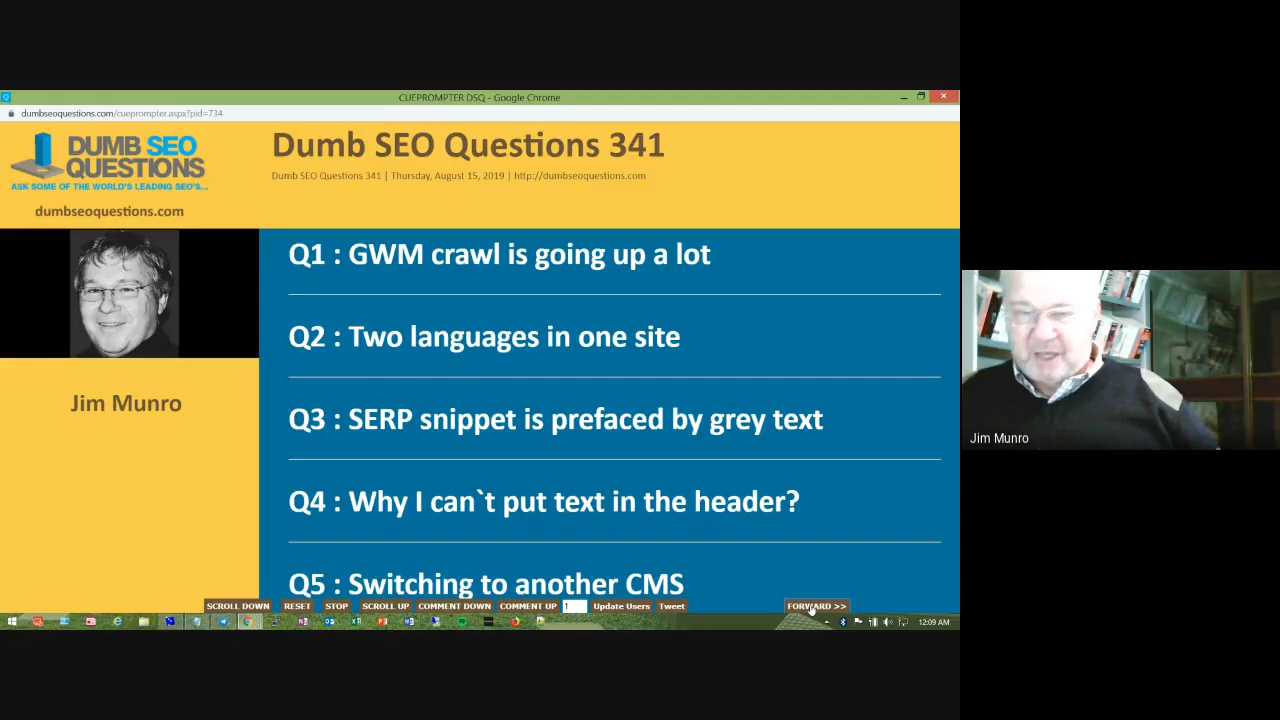 CUEPROMPTER DSQ - Google Chrome
dumbseoquestions.com/cueprompter.aspx?pid=734
DUMB SEO
QUESTIONS
ASK SOME OF THE WORLD'S LEADING SEO'S...
dumbseoquestions.com
Dumb SEO Questions 341
Dumb SEO Questions 341 | Thursday, August 15, 2019 | http://dumbseoquestions.com
Jim Munro
Q1 : GWM crawl is going up a lot
Q2 : Two languages in one site
Q3 : SERP snippet is prefaced by grey text
Q4 : Why I can`t put text in the header?
Q5 : Switching to another CMS
SCROLL DOWN RESET STOP SCROLL UP COMMENT DOWN COMMENT UP 1 Update Users Tweet FORWARD >>
12:09 AM
Jim Munro